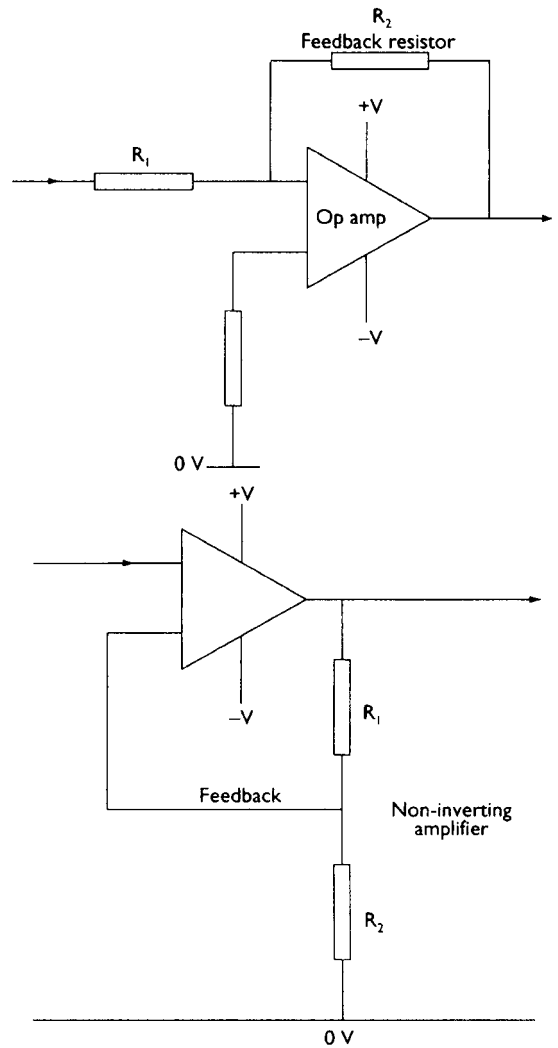 R₂
Feedback resistor
+V
R₁
Op amp
–V
0 V
+V
–V
R₁
Feedback
Non-inverting
amplifier
R₂
0 V